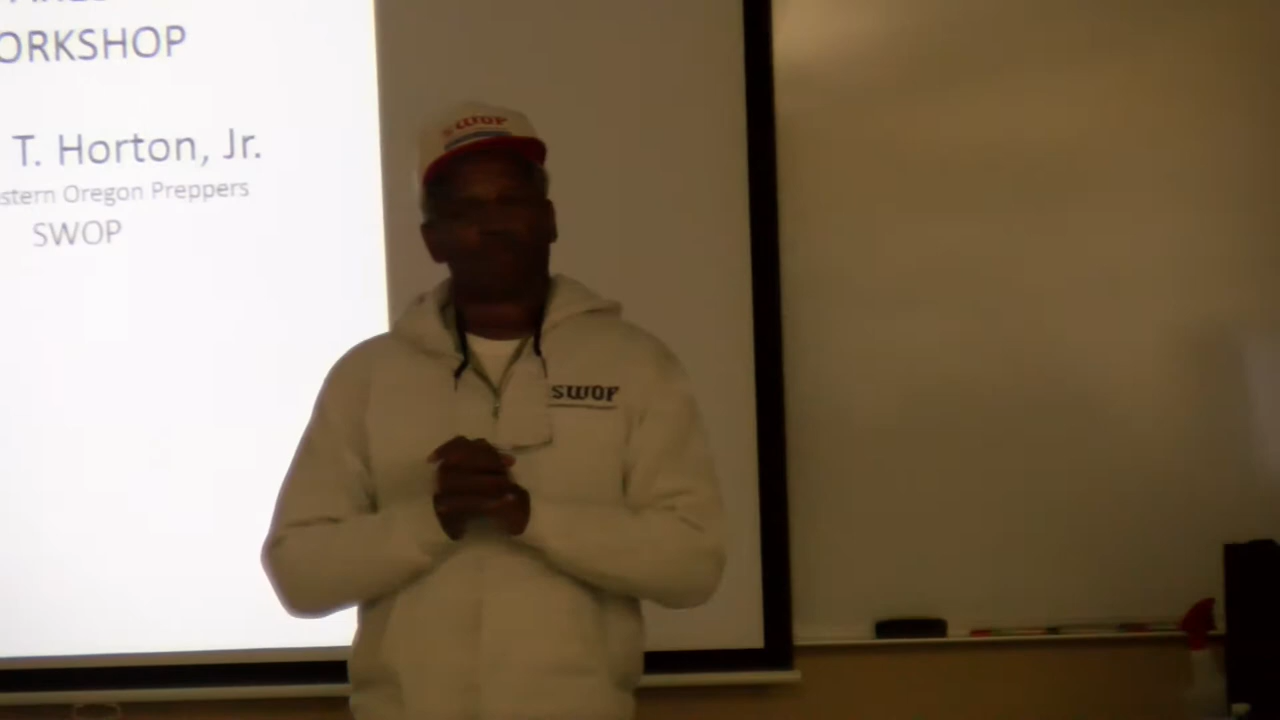 ORKSHOP
T. Horton, Jr.
stern Oregon Preppers
SWOP
SWOP
SWOP